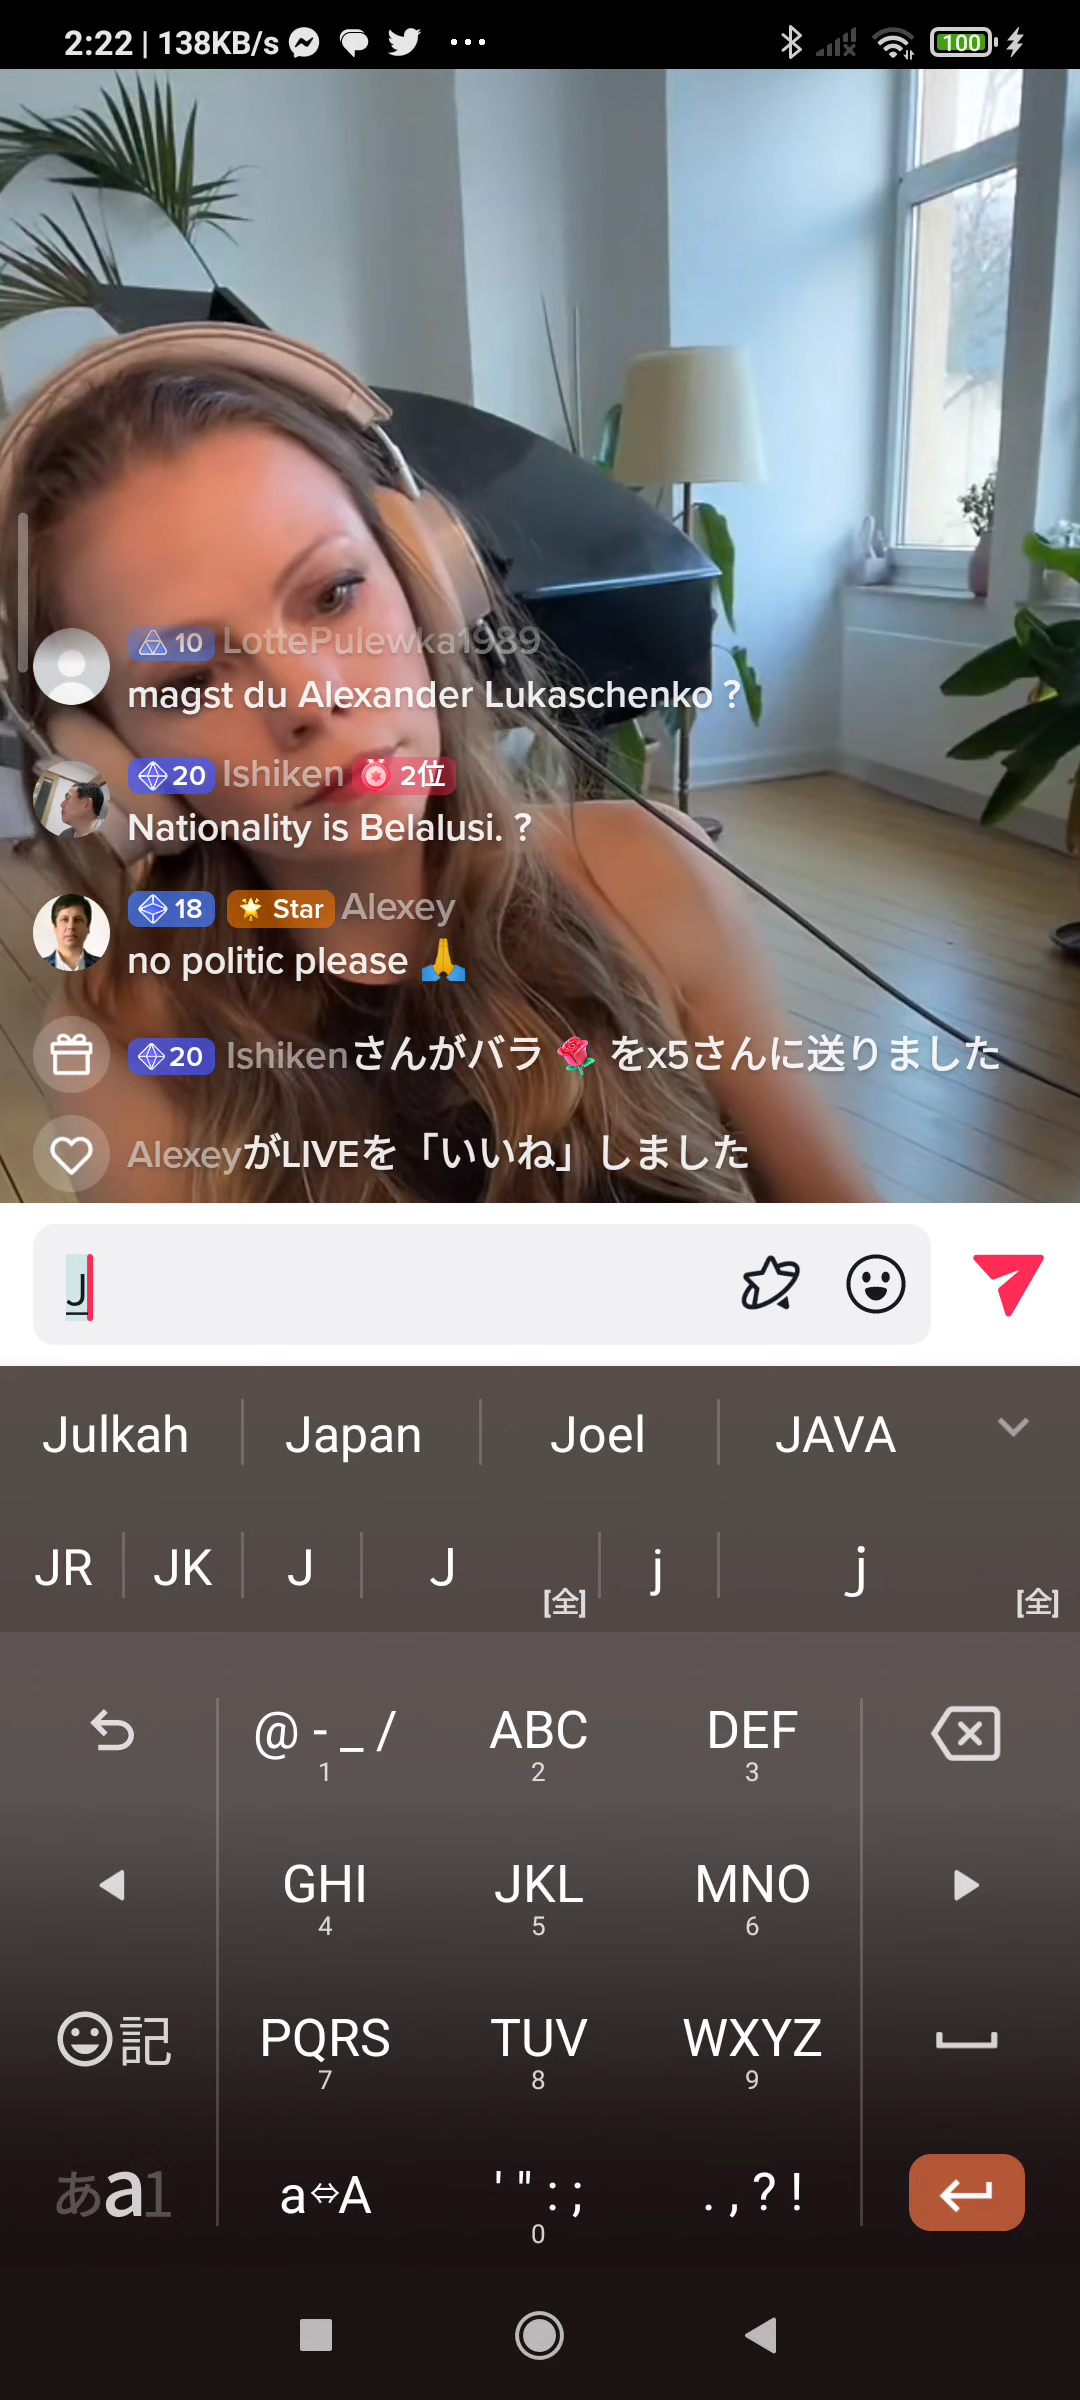 2:22 | 138KB/s
100
10 LottePulewka1989
magst du Alexander Lukaschenko ?
20 Ishiken 2位
Nationality is Belalusi. ?
18 Star Alexey
no politic please 🙏
20 Ishikenさんがバラ 🌹 をx5さんに送りました
AlexeyがLIVEを「いいね」しました
J
Julkah Japan Joel JAVA
JR JK J J [全] j j [全]
@ - _ / ABC DEF
1 2 3
GHI JKL MNO
4 5 6
記 PQRS TUV WXYZ
7 8 9
あa1 a⇔A ' " : ; . , ? !
0